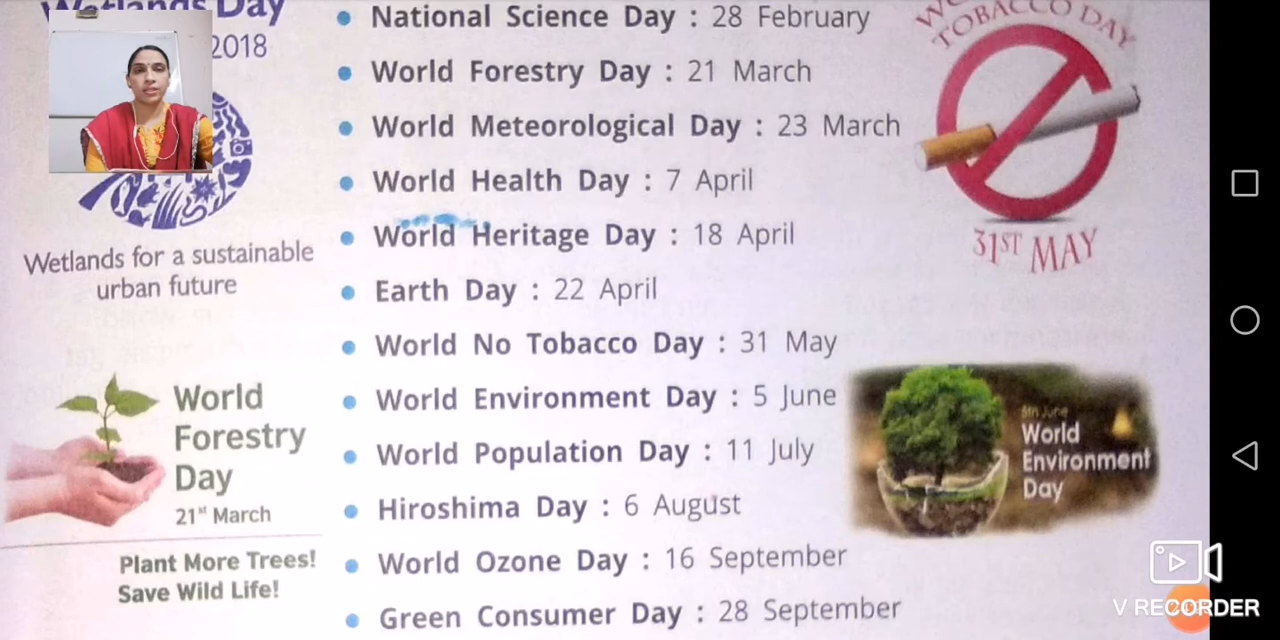 Wetlands Day
2018
Wetlands for a sustainable
urban future
World
Forestry
Day
21st March
Plant More Trees!
Save Wild Life!
• National Science Day : 28 February
• World Forestry Day : 21 March
• World Meteorological Day : 23 March
• World Health Day : 7 April
• World Heritage Day : 18 April
• Earth Day : 22 April
• World No Tobacco Day : 31 May
• World Environment Day : 5 June
• World Population Day : 11 July
• Hiroshima Day : 6 August
• World Ozone Day : 16 September
• Green Consumer Day : 28 September
TOBACCO DAY
31ST MAY
5th June
World
Environment
Day
V RECORDER